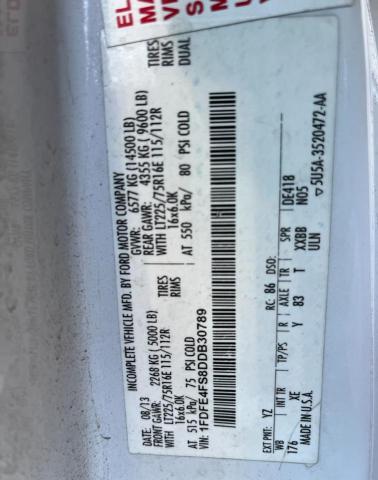 INCOMPLETE VEHICLE MFD. BY FORD MOTOR COMPANY
DATE: 08/13 GVWR: 6577 KG (14500 LB)
FRONT GAWR: 2268 KG (5000 LB) REAR GAWR: 4355 KG (9600 LB)
WITH LT225/75R16E 115/112R TIRES WITH LT225/75R16E 115/112R TIRES
16x6.0K RIMS 16x6.0K RIMS
AT 515 kPa/ 75 PSI COLD AT 550 kPa/ 80 PSI COLD DUAL
VIN: 1FDFE4FS8DDB30789
EXT PNT: YZ RC: 86 DSO:
WB INT TR TP/PS R AXLE TR SPR DE418
176 XE Y 83 T XXBB N05
MADE IN U.S.A. ULN
5U5A-3520472-AA